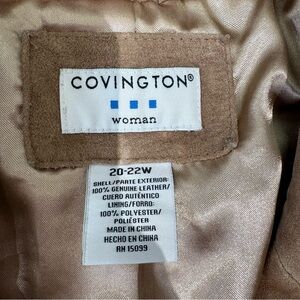 COVINGTON®
woman
20-22W
SHELL/PARTE EXTERIOR:
100% GENUINE LEATHER/
CUERO AUTÉNTICO
LINING/FORRO:
100% POLYESTER/
POLIÉSTER
MADE IN CHINA
HECHO EN CHINA
RN 15099